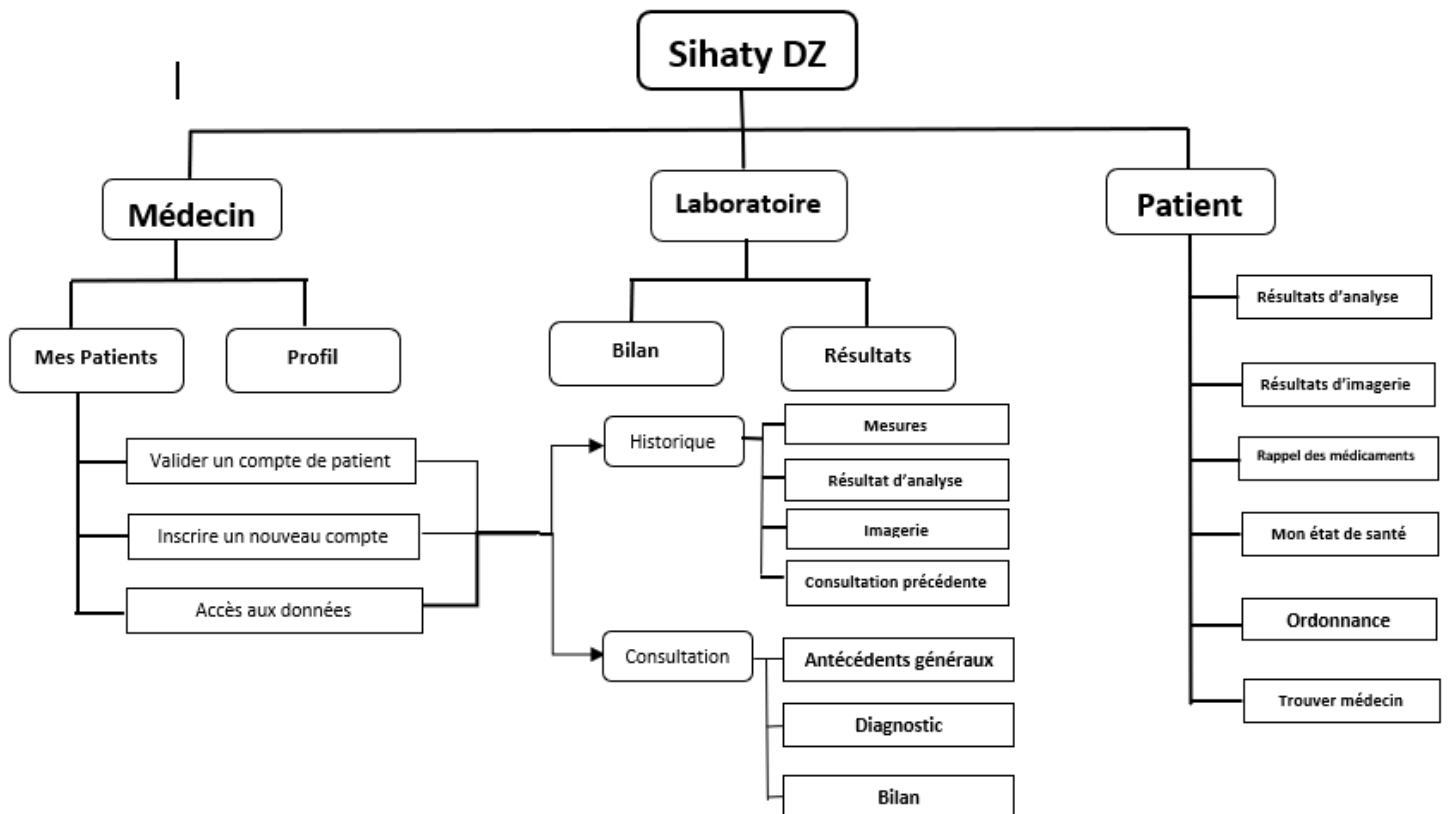 Sihaty DZ
Médecin
Laboratoire
Patient
Mes Patients
Profil
Bilan
Résultats
Valider un compte de patient
Inscrire un nouveau compte
Accès aux données
Historique
Mesures
Résultat d’analyse
Imagerie
Consultation précédente
Consultation
Antécédents généraux
Diagnostic
Bilan
Résultats d’analyse
Résultats d’imagerie
Rappel des médicaments
Mon état de santé
Ordonnance
Trouver médecin